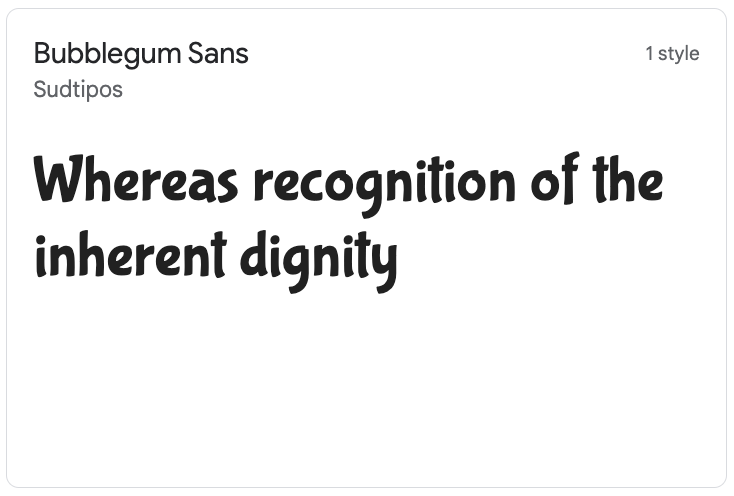 Bubblegum Sans
1 style
Sudtipos
Whereas recognition of the
inherent dignity